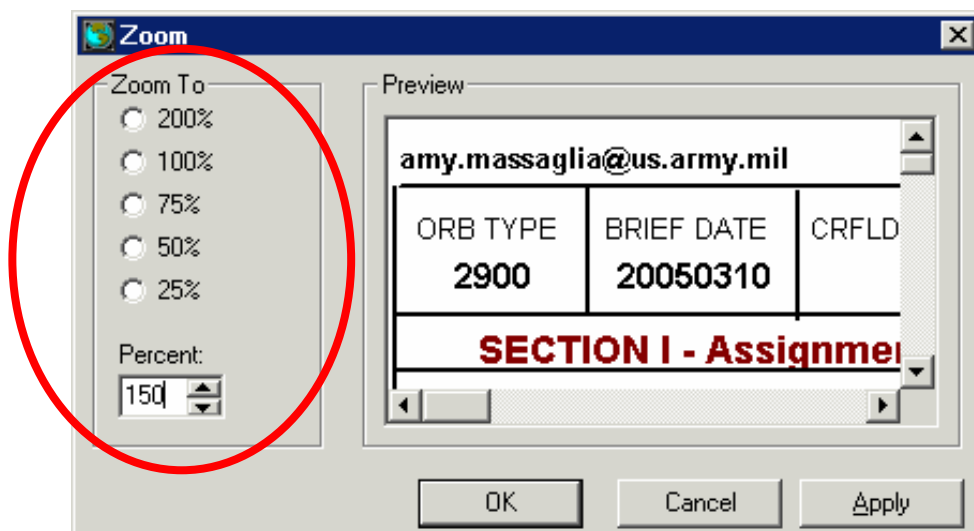 Zoom
Zoom To
200%
100%
75%
50%
25%
Percent:
150
Preview
amy.massaglia@us.army.mil
ORB TYPE BRIEF DATE CRFLD
2900 20050310
SECTION I - Assignme
OK Cancel Apply